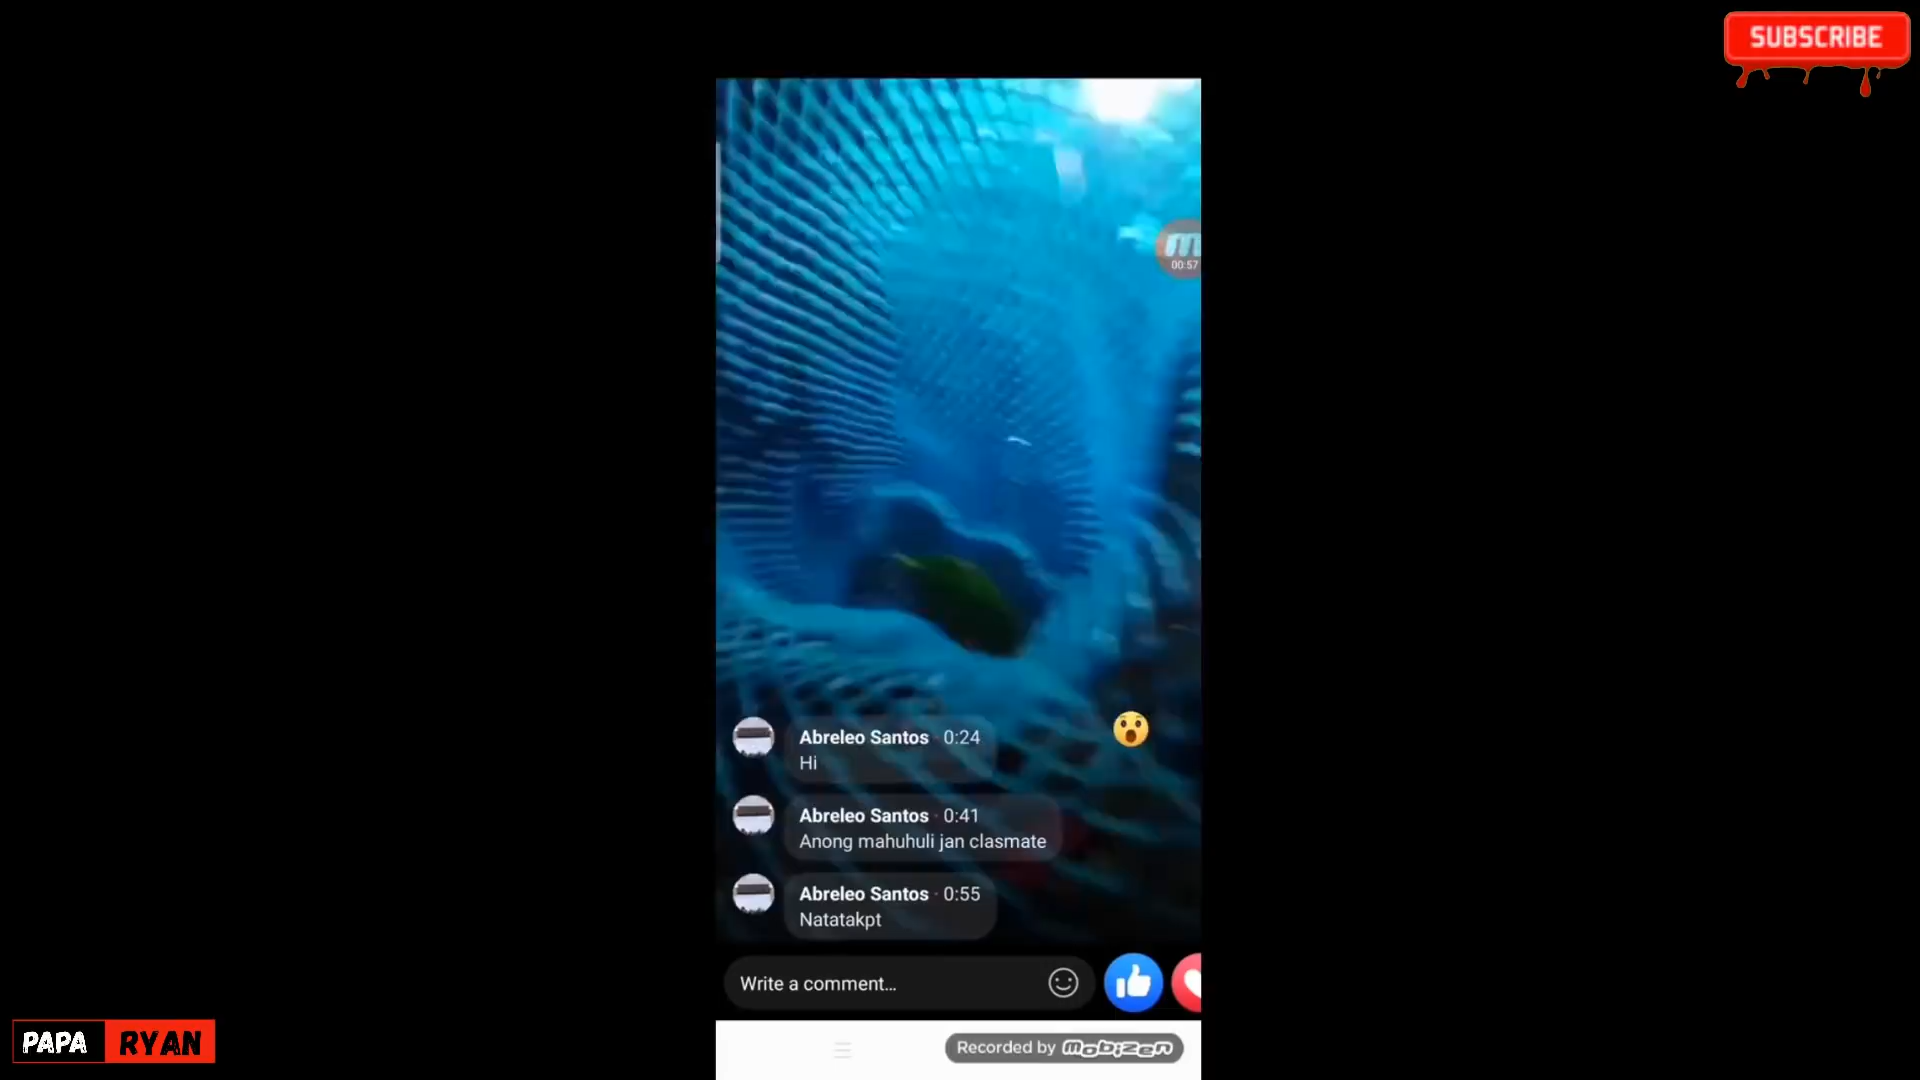 SUBSCRIBE
00:57
Abreleo Santos · 0:24
Hi
Abreleo Santos · 0:41
Anong mahuhuli jan clasmate
Abreleo Santos · 0:55
Natatakpt
Write a comment...
Recorded by mobizen
PAPA RYAN